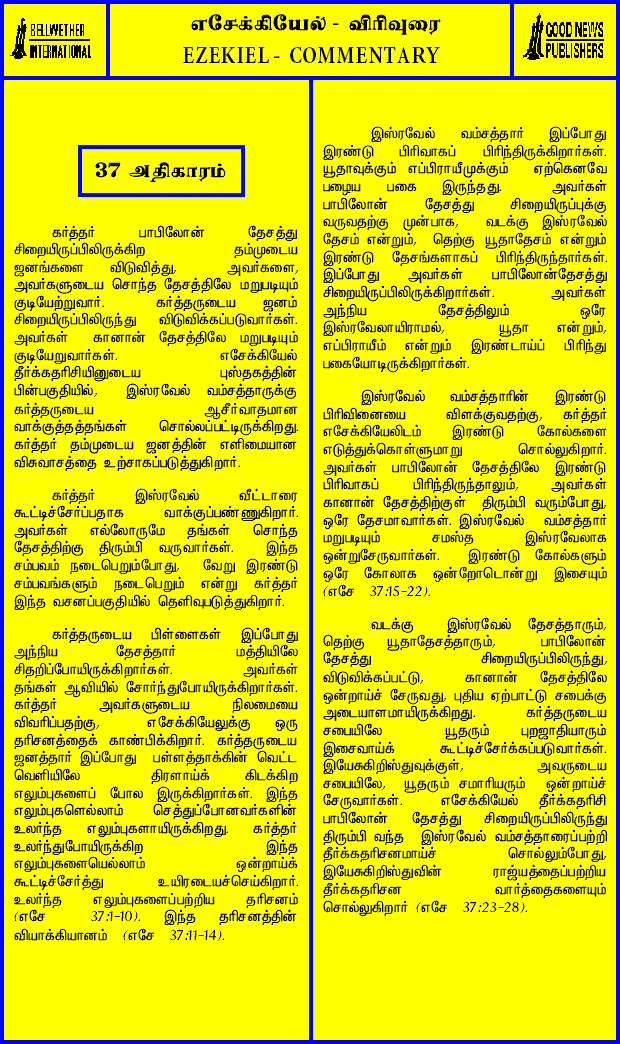 BELLWETHER
INTERNATIONAL
எசேக்கியேல் - விரிவுரை
EZEKIEL - COMMENTARY
GOOD NEWS
PUBLISHERS
37 அதிகாரம்
கர்த்தர் பாபிலோன் தேசத்து
சிறையிருப்பிலிருக்கிற தம்முடைய
ஜனங்களை விடுவித்து, அவர்களை,
அவர்களுடைய சொந்த தேசத்திலே மறுபடியும்
குடியேற்றுவார். கர்த்தருடைய ஜனம்
சிறையிருப்பிலிருந்து விடுவிக்கப்படுவார்கள்.
அவர்கள் கானான் தேசத்திலே மறுபடியும்
குடியேறுவார்கள். எசேக்கியேல்
தீர்க்கதரிசியினுடைய புஸ்தகத்தின்
பின்பகுதியில், இஸ்ரவேல் வம்சத்தாருக்கு
கர்த்தருடைய ஆசீர்வாதமான
வாக்குத்தத்தங்கள் சொல்லப்பட்டிருக்கிறது.
கர்த்தர் தம்முடைய ஜனத்தின் எளிமையான
விசுவாசத்தை உற்சாகப்படுத்துகிறார்.
கர்த்தர் இஸ்ரவேல் வீட்டாரை
கூட்டிச்சேர்ப்பதாக வாக்குப்பண்ணுகிறார்.
அவர்கள் எல்லோருமே தங்கள் சொந்த
தேசத்திற்கு திரும்பி வருவார்கள். இந்த
சம்பவம் நடைபெறும்போது, வேறு இரண்டு
சம்பவங்களும் நடைபெறும் என்று கர்த்தர்
இந்த வசனப்பகுதியில் தெளிவுபடுத்துகிறார்.
கர்த்தருடைய பிள்ளைகள் இப்போது
அந்நிய தேசத்தார் மத்தியிலே
சிதறிப்போயிருக்கிறார்கள். அவர்கள்
தங்கள் ஆவியில் சோர்ந்துபோயிருக்கிறார்கள்.
கர்த்தர் அவர்களுடைய நிலமையை
விவரிப்பதற்கு, எசேக்கியேலுக்கு ஒரு
தரிசனத்தைக் காண்பிக்கிறார். கர்த்தருடைய
ஜனத்தார் இப்போது பள்ளத்தாக்கின் வெட்ட
வெளியிலே திரளாய்க் கிடக்கிற
எலும்புகளைப் போல இருக்கிறார்கள். இந்த
எலும்புகளெல்லாம் செத்துப்போனவர்களின்
உலர்ந்த எலும்புகளாயிருக்கிறது. கர்த்தர்
உலர்ந்துபோயிருக்கிற இந்த
எலும்புகளையெல்லாம் ஒன்றாய்க்
கூட்டிச்சேர்த்து உயிரடையச்செய்கிறார்.
உலர்ந்த எலும்புகளைப்பற்றிய தரிசனம்
(எசே 37:1-10). இந்த தரிசனத்தின்
வியாக்கியானம் (எசே 37:11-14).
இஸ்ரவேல் வம்சத்தார் இப்போது
இரண்டு பிரிவாகப் பிரிந்திருக்கிறார்கள்.
யூதாவுக்கும் எப்பிராயீமுக்கும் ஏற்கெனவே
பழைய பகை இருந்தது. அவர்கள்
பாபிலோன் தேசத்து சிறையிருப்புக்கு
வருவதற்கு முன்பாக, வடக்கு இஸ்ரவேல்
தேசம் என்றும், தெற்கு யூதாதேசம் என்றும்
இரண்டு தேசங்களாகப் பிரிந்திருந்தார்கள்.
இப்போது அவர்கள் பாபிலோன்தேசத்து
சிறையிருப்பிலிருக்கிறார்கள். அவர்கள்
அந்நிய தேசத்திலும் ஒரே
இஸ்ரவேலாயிராமல், யூதா என்றும்,
எப்பிராயீம் என்றும் இரண்டாய்ப் பிரிந்து
பகையோடிருக்கிறார்கள்.
இஸ்ரவேல் வம்சத்தாரின் இரண்டு
பிரிவினையை விளக்குவதற்கு, கர்த்தர்
எசேக்கியேலிடம் இரண்டு கோல்களை
எடுத்துக்கொள்ளுமாறு சொல்லுகிறார்.
அவர்கள் பாபிலோன் தேசத்திலே இரண்டு
பிரிவாகப் பிரிந்திருந்தாலும், அவர்கள்
கானான் தேசத்திற்குள் திரும்பி வரும்போது,
ஒரே தேசமாவார்கள். இஸ்ரவேல் வம்சத்தார்
மறுபடியும் சமஸ்த இஸ்ரவேலாக
ஒன்றுசேருவார்கள். இரண்டு கோல்களும்
ஒரே கோலாக ஒன்றோடொன்று இசையும்
(எசே 37:15-22).
வடக்கு இஸ்ரவேல் தேசத்தாரும்,
தெற்கு யூதாதேசத்தாரும், பாபிலோன்
தேசத்து சிறையிருப்பிலிருந்து,
விடுவிக்கப்பட்டு, கானான் தேசத்திலே
ஒன்றாய்ச் சேருவது, புதிய ஏற்பாட்டு சபைக்கு
அடையாளமாயிருக்கிறது. கர்த்தருடைய
சபையிலே யூதரும் புறஜாதியாரும்
இசைவாய்க் கூட்டிச்சேர்க்கப்படுவார்கள்.
இயேசுகிறிஸ்துவுக்குள், அவருடைய
சபையிலே, யூதரும் சமாரியரும் ஒன்றாய்ச்
சேருவார்கள். எசேக்கியேல் தீர்க்கதரிசி
பாபிலோன் தேசத்து சிறையிருப்பிலிருந்து
திரும்பி வந்த இஸ்ரவேல் வம்சத்தாரைப்பற்றி
தீர்க்கதரிசனமாய்ச் சொல்லும்போது,
இயேசுகிறிஸ்துவின் ராஜ்யத்தைப்பற்றிய
தீர்க்கதரிசன வார்த்தைகளையும்
சொல்லுகிறார் (எசே 37:23-28).